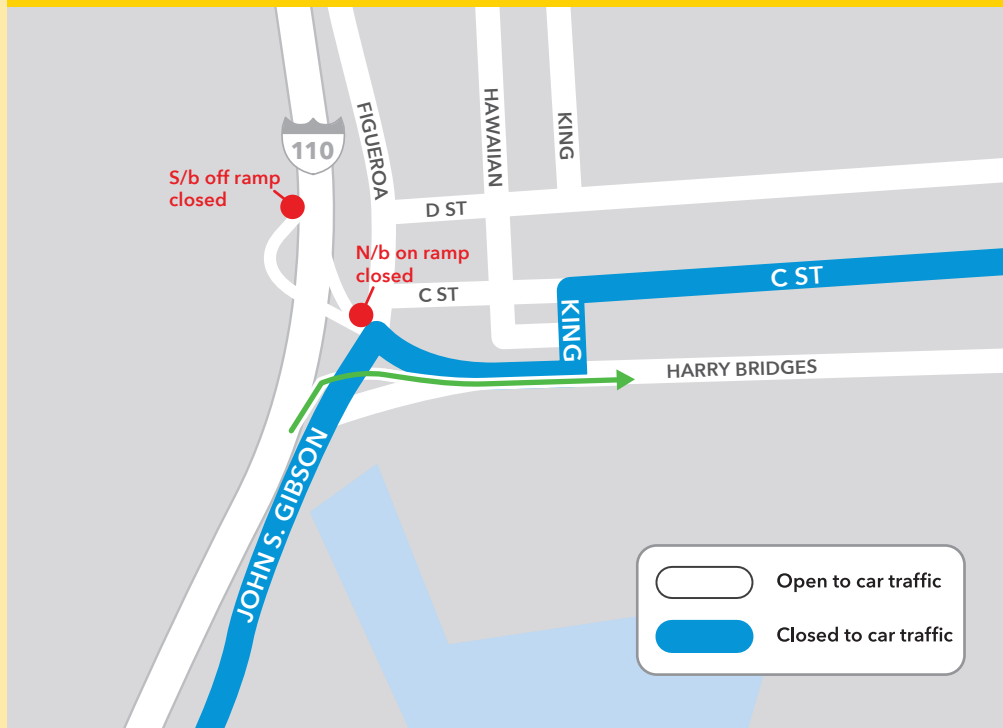 FIGUEROA
HAWAIIAN
KING
110
S/b off ramp
closed
D ST
N/b on ramp
closed
C ST
C ST
KING
HARRY BRIDGES
JOHN S. GIBSON
Open to car traffic
Closed to car traffic